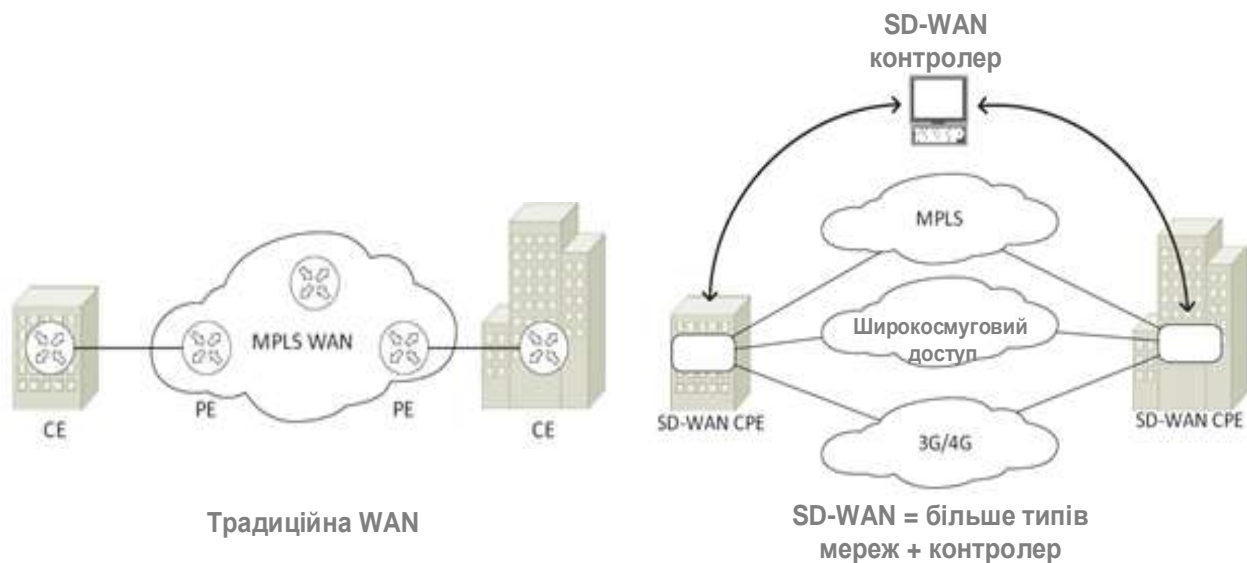 MPLS WAN
PE
PE
CE
CE
Традиційна WAN
SD-WAN
контролер
MPLS
Широкосмуговий
доступ
3G/4G
SD-WAN CPE
SD-WAN CPE
SD-WAN = більше типів
мереж + контролер